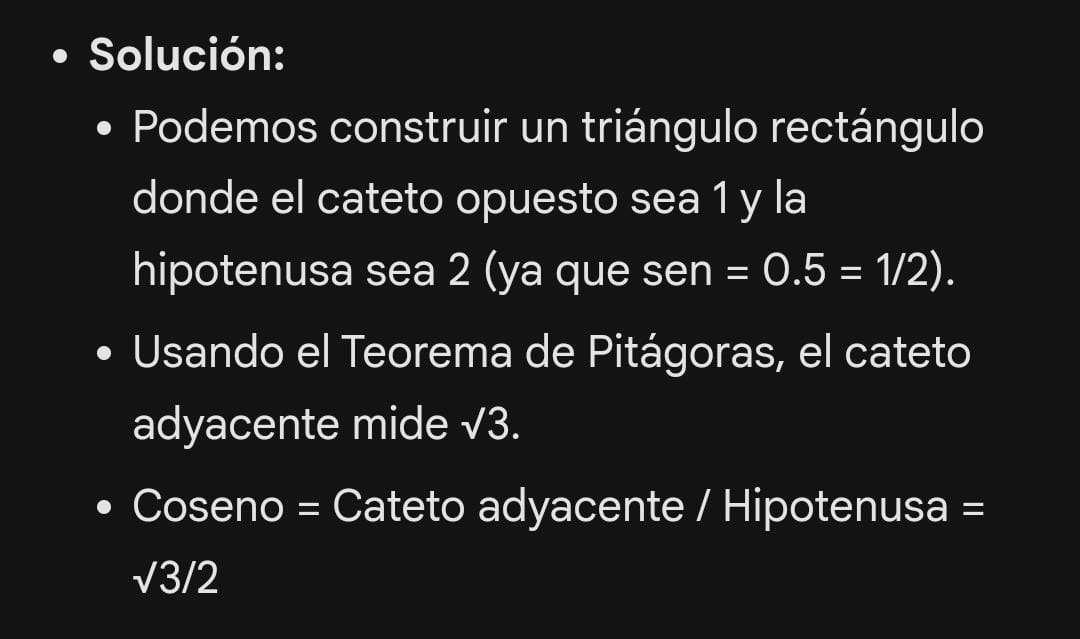 • Solución:
• Podemos construir un triángulo rectángulo
donde el cateto opuesto sea 1 y la
hipotenusa sea 2 (ya que sen = 0.5 = 1/2).
• Usando el Teorema de Pitágoras, el cateto
adyacente mide √3.
• Coseno = Cateto adyacente / Hipotenusa =
√3/2